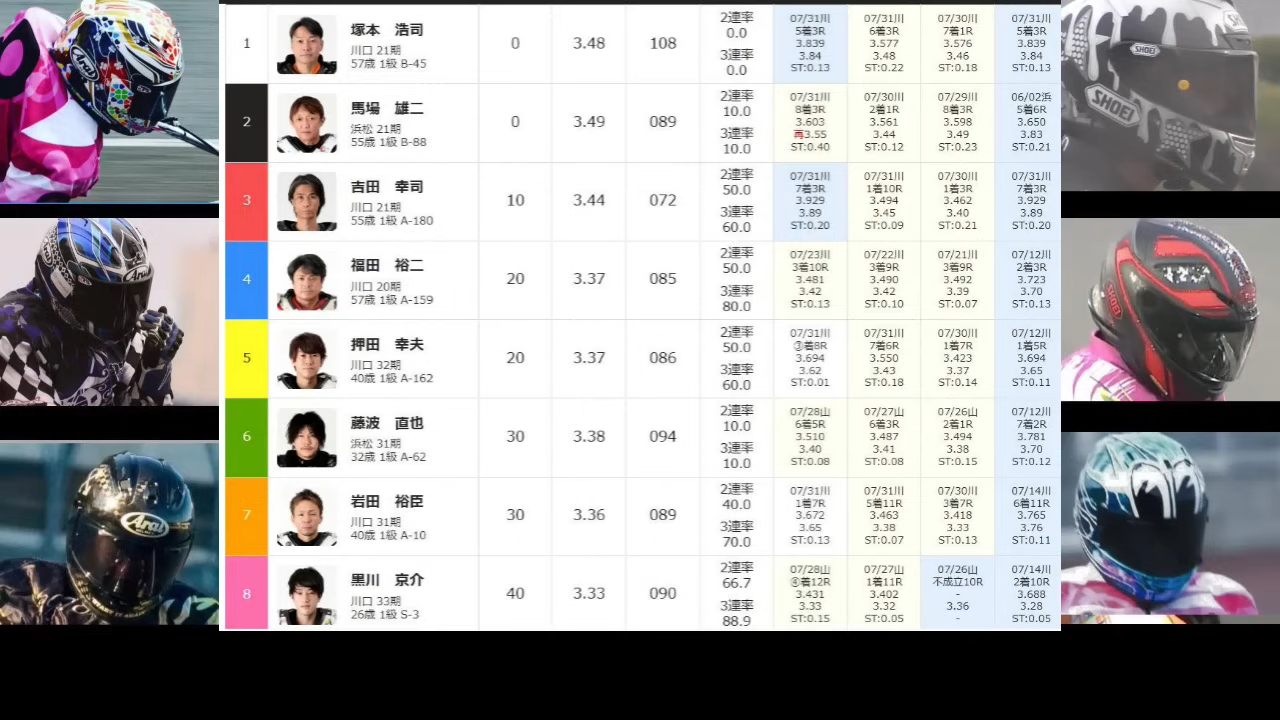 1
塚本 浩司
川口 21期
57歳 1級 B-45
0
3.48
108
2連率
0.0
3連率
0.0
07/31川
5着3R
3.839
3.84
ST:0.13
07/31川
6着3R
3.577
3.48
ST:0.22
07/30川
7着1R
3.576
3.46
ST:0.18
07/31川
5着3R
3.839
3.84
ST:0.13
2
馬場 雄二
浜松 21期
55歳 1級 B-88
0
3.49
089
2連率
10.0
3連率
10.0
07/31川
8着3R
3.603
再3.55
ST:0.40
07/30川
2着1R
3.561
3.44
ST:0.12
07/29川
8着3R
3.598
3.49
ST:0.23
06/02浜
5着6R
3.650
3.83
ST:0.21
3
吉田 幸司
川口 21期
55歳 1級 A-180
10
3.44
072
2連率
50.0
3連率
60.0
07/31川
7着3R
3.929
3.89
ST:0.20
07/31川
1着10R
3.494
3.45
ST:0.09
07/30川
1着3R
3.462
3.40
ST:0.21
07/31川
7着3R
3.929
3.89
ST:0.20
4
福田 裕二
川口 20期
57歳 1級 A-159
20
3.37
085
2連率
50.0
3連率
80.0
07/23川
3着10R
3.481
3.42
ST:0.13
07/22川
3着9R
3.490
3.42
ST:0.10
07/21川
3着9R
3.492
3.39
ST:0.07
07/12川
2着3R
3.723
3.70
ST:0.13
5
押田 幸夫
川口 32期
40歳 1級 A-162
20
3.37
086
2連率
50.0
3連率
60.0
07/31川
③着8R
3.694
3.62
ST:0.01
07/31川
7着6R
3.550
3.43
ST:0.18
07/30川
1着7R
3.423
3.37
ST:0.14
07/12川
1着5R
3.694
3.65
ST:0.11
6
藤波 直也
浜松 31期
32歳 1級 A-62
30
3.38
094
2連率
10.0
3連率
10.0
07/28山
6着5R
3.510
3.40
ST:0.08
07/27山
6着3R
3.487
3.41
ST:0.08
07/26山
2着1R
3.494
3.38
ST:0.15
07/12川
7着2R
3.781
3.70
ST:0.12
7
岩田 裕臣
川口 31期
40歳 1級 A-10
30
3.36
089
2連率
40.0
3連率
70.0
07/31川
1着7R
3.672
3.65
ST:0.13
07/31川
5着11R
3.463
3.38
ST:0.07
07/30川
3着7R
3.418
3.33
ST:0.13
07/14川
6着11R
3.765
3.76
ST:0.11
8
黒川 京介
川口 33期
26歳 1級 S-3
40
3.33
090
2連率
66.7
3連率
88.9
07/28山
④着12R
3.431
3.33
ST:0.15
07/27山
1着11R
3.402
3.32
ST:0.05
07/26山
不成立10R
-
3.36
-
07/14川
2着10R
3.688
3.28
ST:0.05
Arai
Arai
Arai
SHOEI
SHOEI
SHOEI